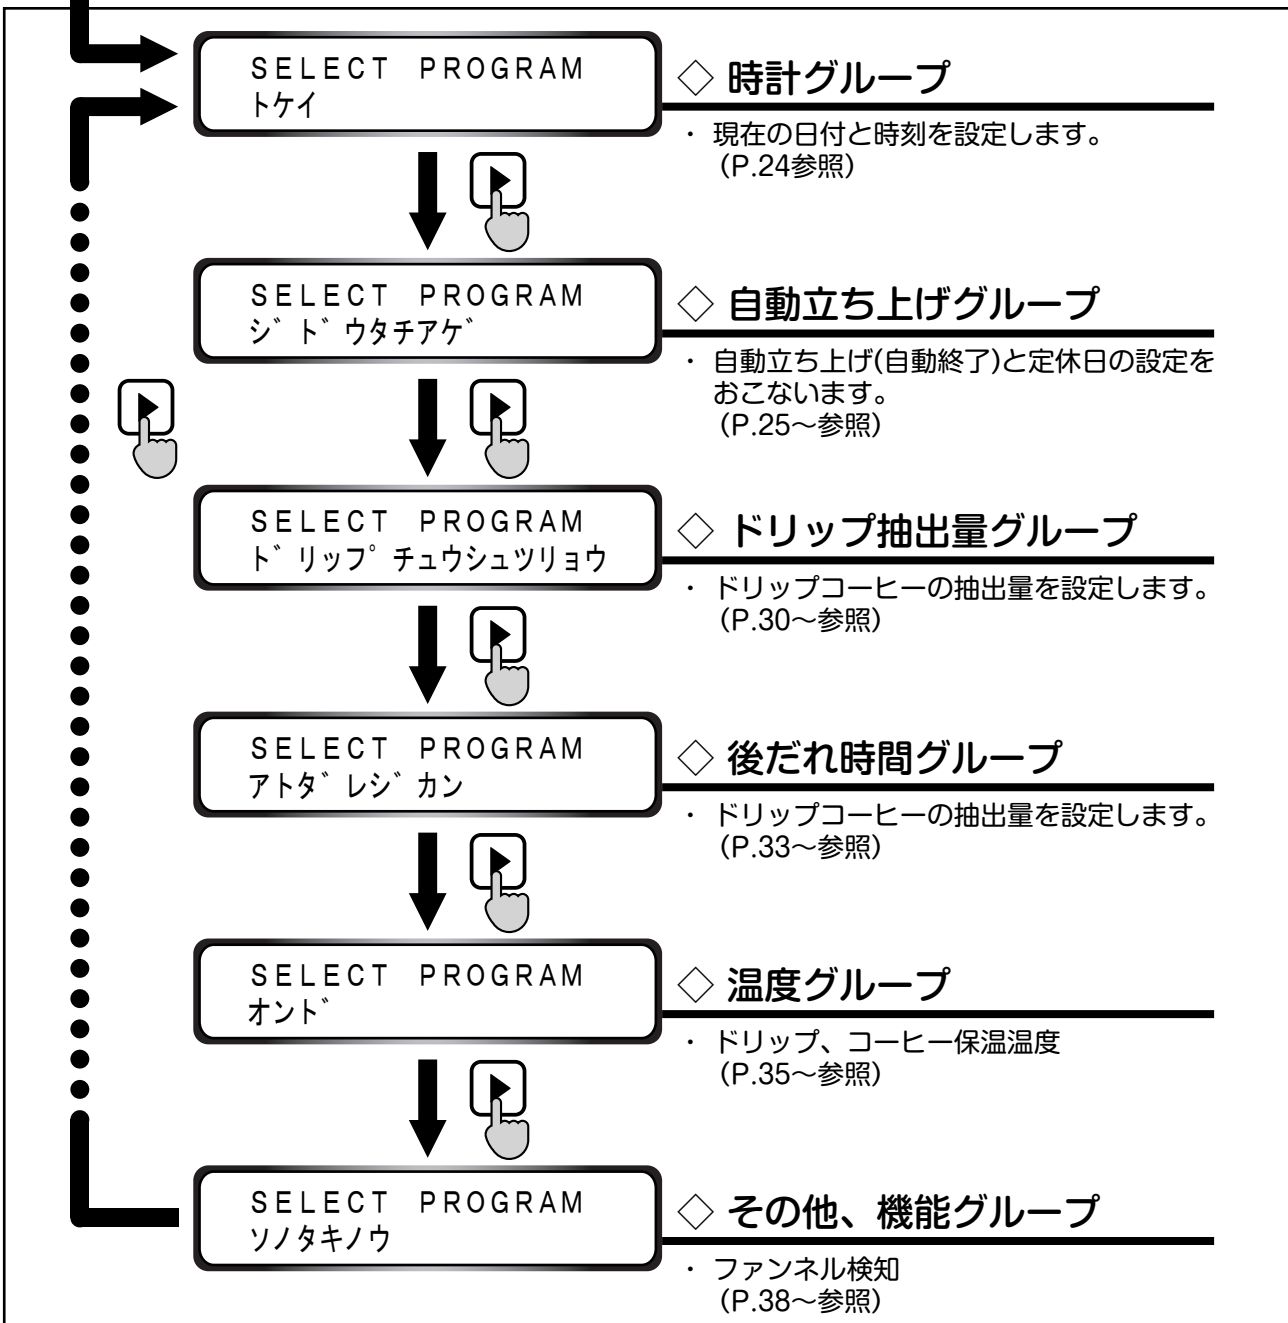 SELECT PROGRAM
トケイ
◇ 時計グループ
・ 現在の日付と時刻を設定します。
（P.24参照）
SELECT PROGRAM
シ゛ト゛ウタチアケ゛
◇ 自動立ち上げグループ
・ 自動立ち上げ(自動終了)と定休日の設定を
おこないます。
（P.25～参照）
SELECT PROGRAM
ト゛リップ゜チュウシュツリョウ
◇ ドリップ抽出量グループ
・ ドリップコーヒーの抽出量を設定します。
（P.30～参照）
SELECT PROGRAM
アトタ゛レシ゛カン
◇ 後だれ時間グループ
・ ドリップコーヒーの抽出量を設定します。
（P.33～参照）
SELECT PROGRAM
オント゛
◇ 温度グループ
・ ドリップ、コーヒー保温温度
（P.35～参照）
SELECT PROGRAM
ソノタキノウ
◇ その他、機能グループ
・ ファンネル検知
（P.38～参照）